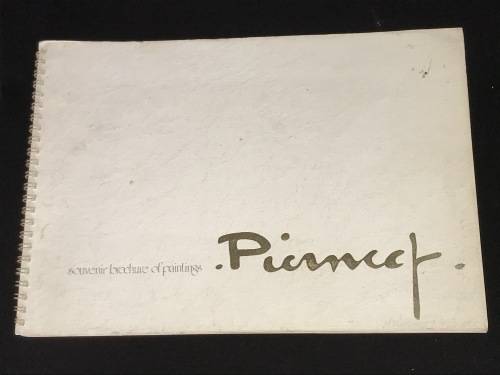 souvenir brochure of paintings
.Pierneef.